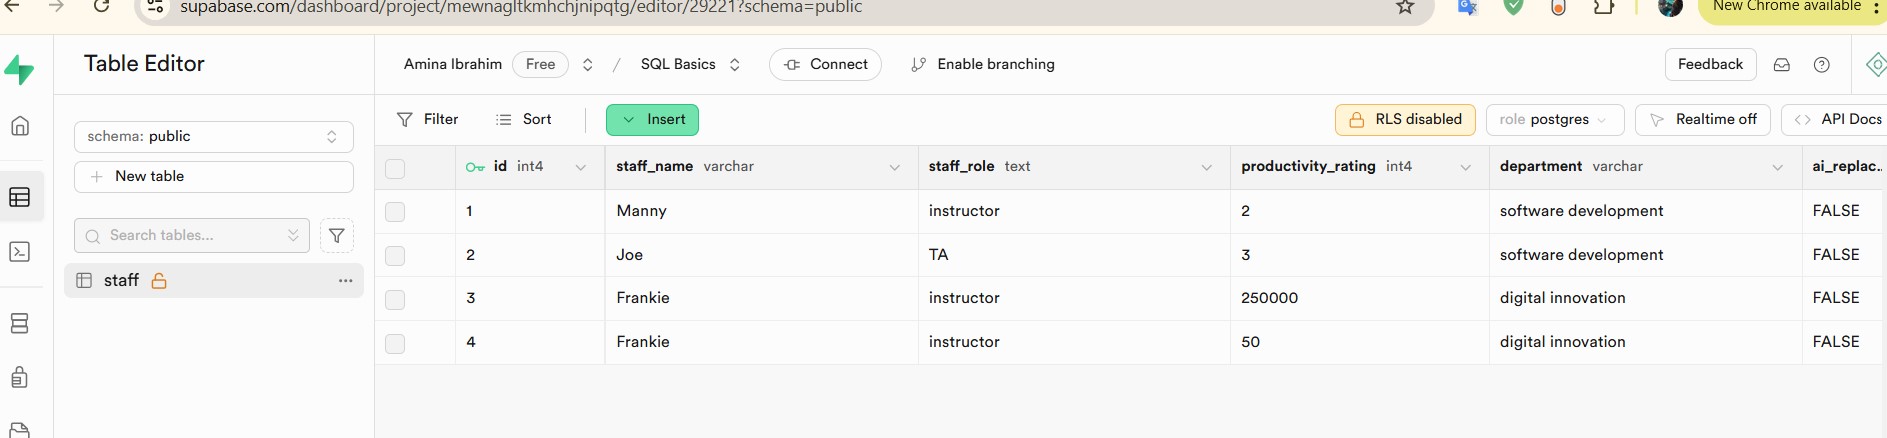 supabase.com/dashboard/project/mewnagltkmhchjnipqtg/editor/29221?schema=public
New Chrome available
Table Editor
Amina Ibrahim Free / SQL Basics Connect Enable branching Feedback
schema: public
New table
Search tables...
staff
Filter Sort Insert RLS disabled role postgres Realtime off API Docs
id int4 staff_name varchar staff_role text productivity_rating int4 department varchar ai_replac...
1 Manny instructor 2 software development FALSE
2 Joe TA 3 software development FALSE
3 Frankie instructor 250000 digital innovation FALSE
4 Frankie instructor 50 digital innovation FALSE